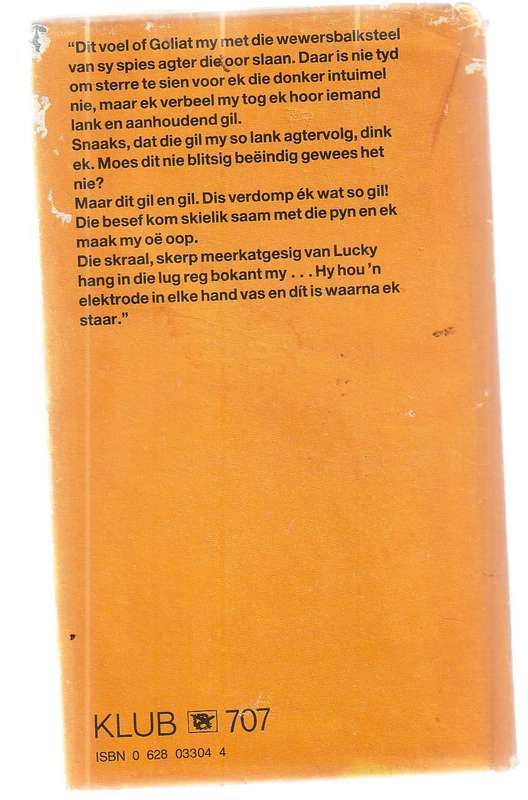 “Dit voel of Goliat my met die wewersbalksteel
van sy spies agter die oor slaan. Daar is nie tyd
om sterre te sien voor ek die donker intuimel
nie, maar ek verbeel my tog ek hoor iemand
lank en aanhoudend gil.
Snaaks, dat die gil my so lank agtervolg, dink
ek. Moes dit nie blitsig beëindig gewees het
nie?
Maar dit gil en gil. Dis verdomp ék wat so gil!
Die besef kom skielik saam met die pyn en ek
maak my oë oop.
Die skraal, skerp meerkatgesig van Lucky
hang in die lug reg bokant my . . . Hy hou ’n
elektrode in elke hand vas en dít is waarna ek
staar.”
KLUB 707
ISBN 0 628 03304 4